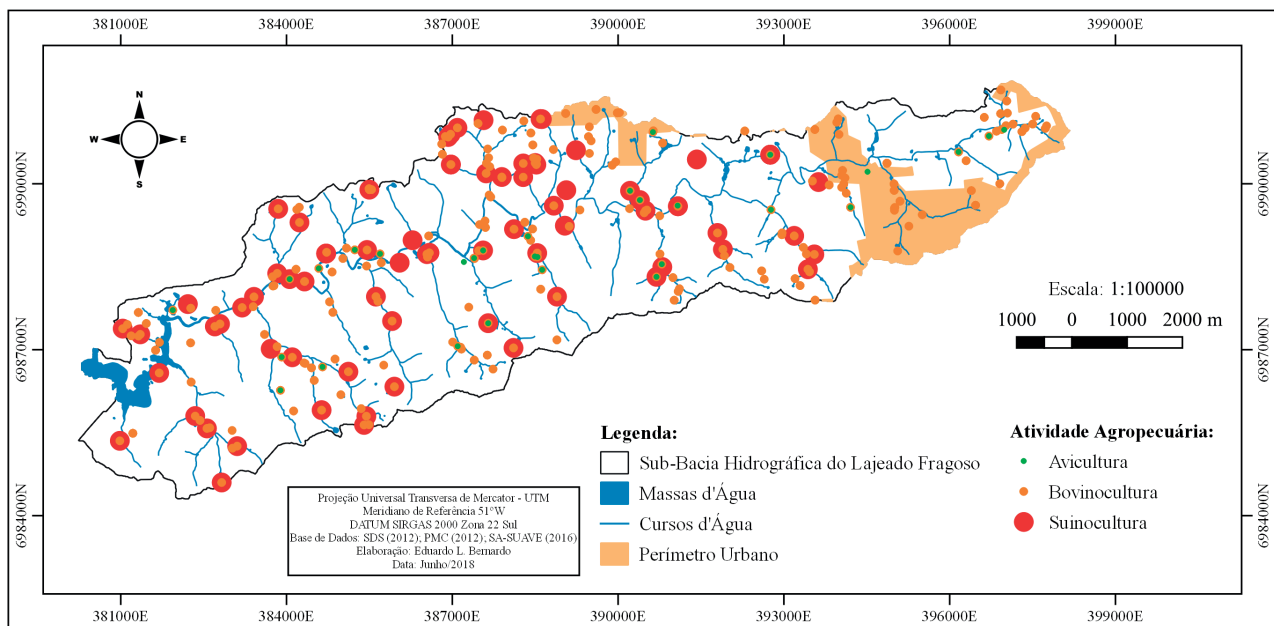 381000E 384000E 387000E 390000E 393000E 396000E 399000E
N
W E
S
6990000N 6990000N
Escala: 1:100000
1000 0 1000 2000 m
6987000N 6987000N
Legenda:
Sub-Bacia Hidrográfica do Lajeado Fragoso
Massas d'Água
Cursos d'Água
Perímetro Urbano
Atividade Agropecuária:
Avicultura
Bovinocultura
Suinocultura
Projeção Universal Transversa de Mercator - UTM
Meridiano de Referência 51°W
DATUM SIRGAS 2000 Zona 22 Sul
Base de Dados: SDS (2012); PMC (2012); SA-SUAVE (2016)
Elaboração: Eduardo L. Bernardo
Data: Junho/2018
6984000N 6984000N
381000E 384000E 387000E 390000E 393000E 396000E 399000E